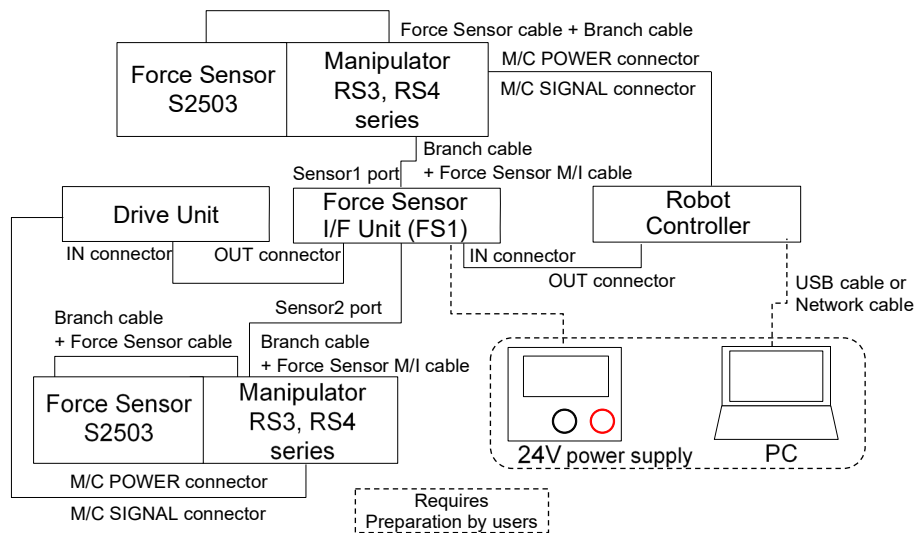 Force Sensor cable + Branch cable
Force Sensor
S2503
Manipulator
RS3, RS4
series
M/C POWER connector
M/C SIGNAL connector
Branch cable
+ Force Sensor M/I cable
Sensor1 port
Drive Unit
Force Sensor
I/F Unit (FS1)
Robot
Controller
IN connector
OUT connector
IN connector
OUT connector
USB cable or
Network cable
Sensor2 port
Branch cable
+ Force Sensor cable
Branch cable
+ Force Sensor M/I cable
Force Sensor
S2503
Manipulator
RS3, RS4
series
24V power supply
PC
M/C POWER connector
M/C SIGNAL connector
Requires
Preparation by users